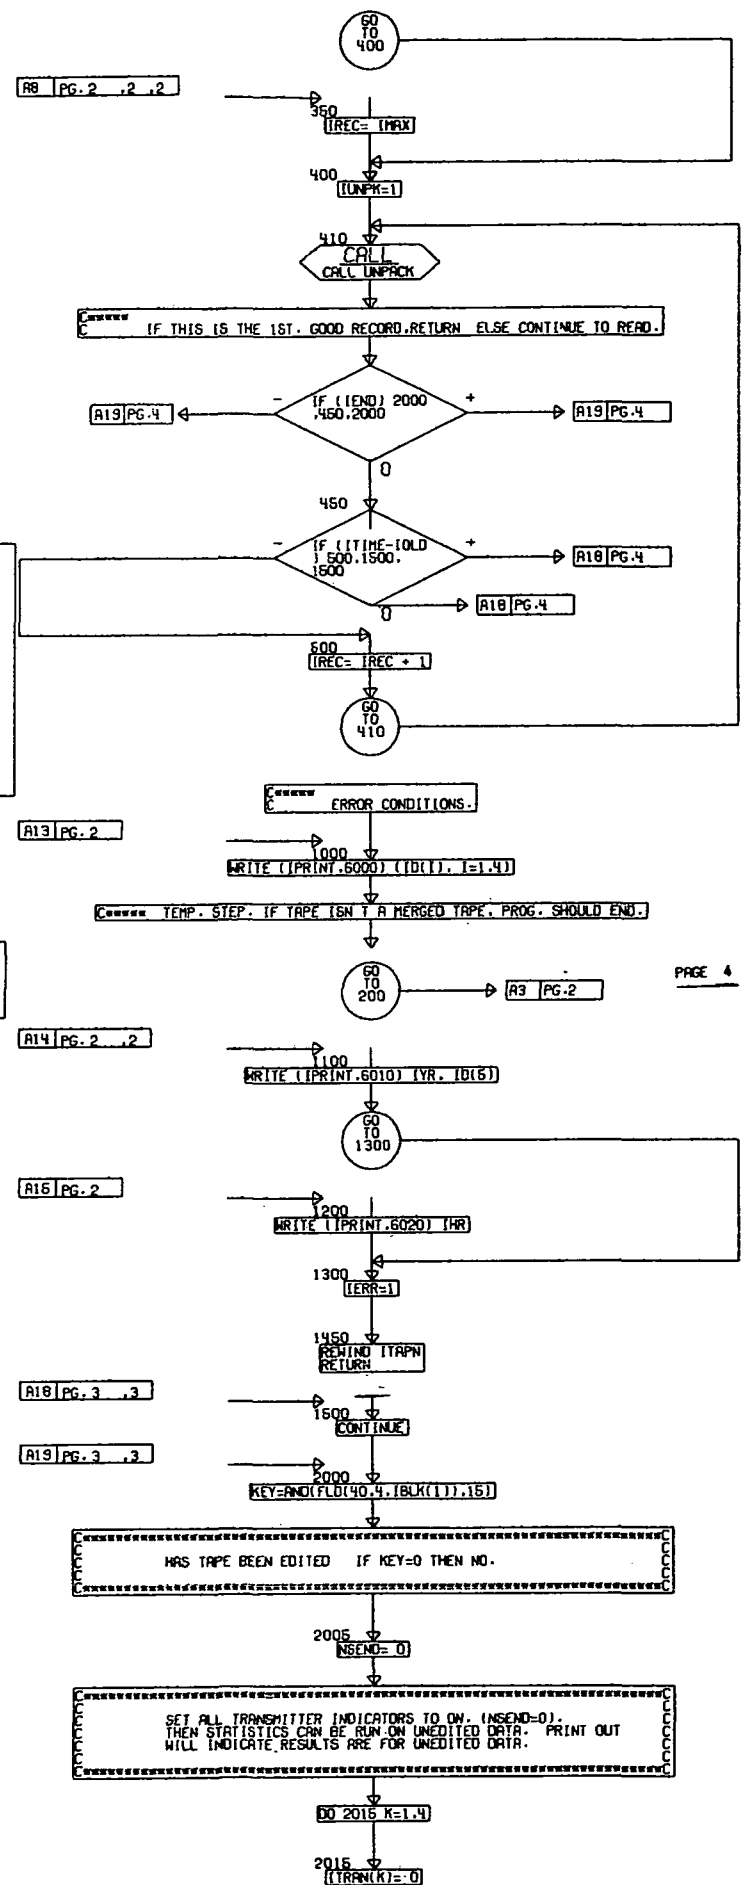 GO
TO
400
A8 PG.2 .2 .2
350
IREC= IMAX
400
IUNPK=1
410
CALL
CALL UNPACK
C*****
C IF THIS IS THE 1ST. GOOD RECORD.RETURN ELSE CONTINUE TO READ.
- IF (IEND) 2000 +
.450.2000
A19 PG.4
A19 PG.4
0
450
- IF (ITIME-IOLD +
) 500.1500.
1500
A18 PG.4
0 A18 PG.4
500
IREC= IREC + 1
GO
TO
410
C*****
C ERROR CONDITIONS.
A13 PG.2
1000
WRITE (IPRINT.6000) (ID(I). I=1.4)
C***** TEMP. STEP. IF TAPE ISN T A MERGED TAPE. PROG. SHOULD END.
GO
TO
200
A3 PG.2
PAGE 4
A14 PG.2 .2
1100
WRITE (IPRINT.6010) IYR. ID(5)
GO
TO
1300
A15 PG.2
1200
WRITE (IPRINT.6020) IHR
1300
IERR=1
1450
REWIND ITAPN
RETURN
A18 PG.3 .3
1500
CONTINUE
A19 PG.3 .3
2000
KEY=AND(FLD(40.4.IBLK(1)).15)
HAS TAPE BEEN EDITED IF KEY=0 THEN NO.
2005
NSEND= 0
SET ALL TRANSMITTER INDICATORS TO ON. (NSEND=0).
THEN STATISTICS CAN BE RUN ON UNEDITED DATA. PRINT OUT
WILL INDICATE RESULTS ARE FOR UNEDITED DATA.
DO 2015 K=1.4
2015
ITRAN(K)= 0